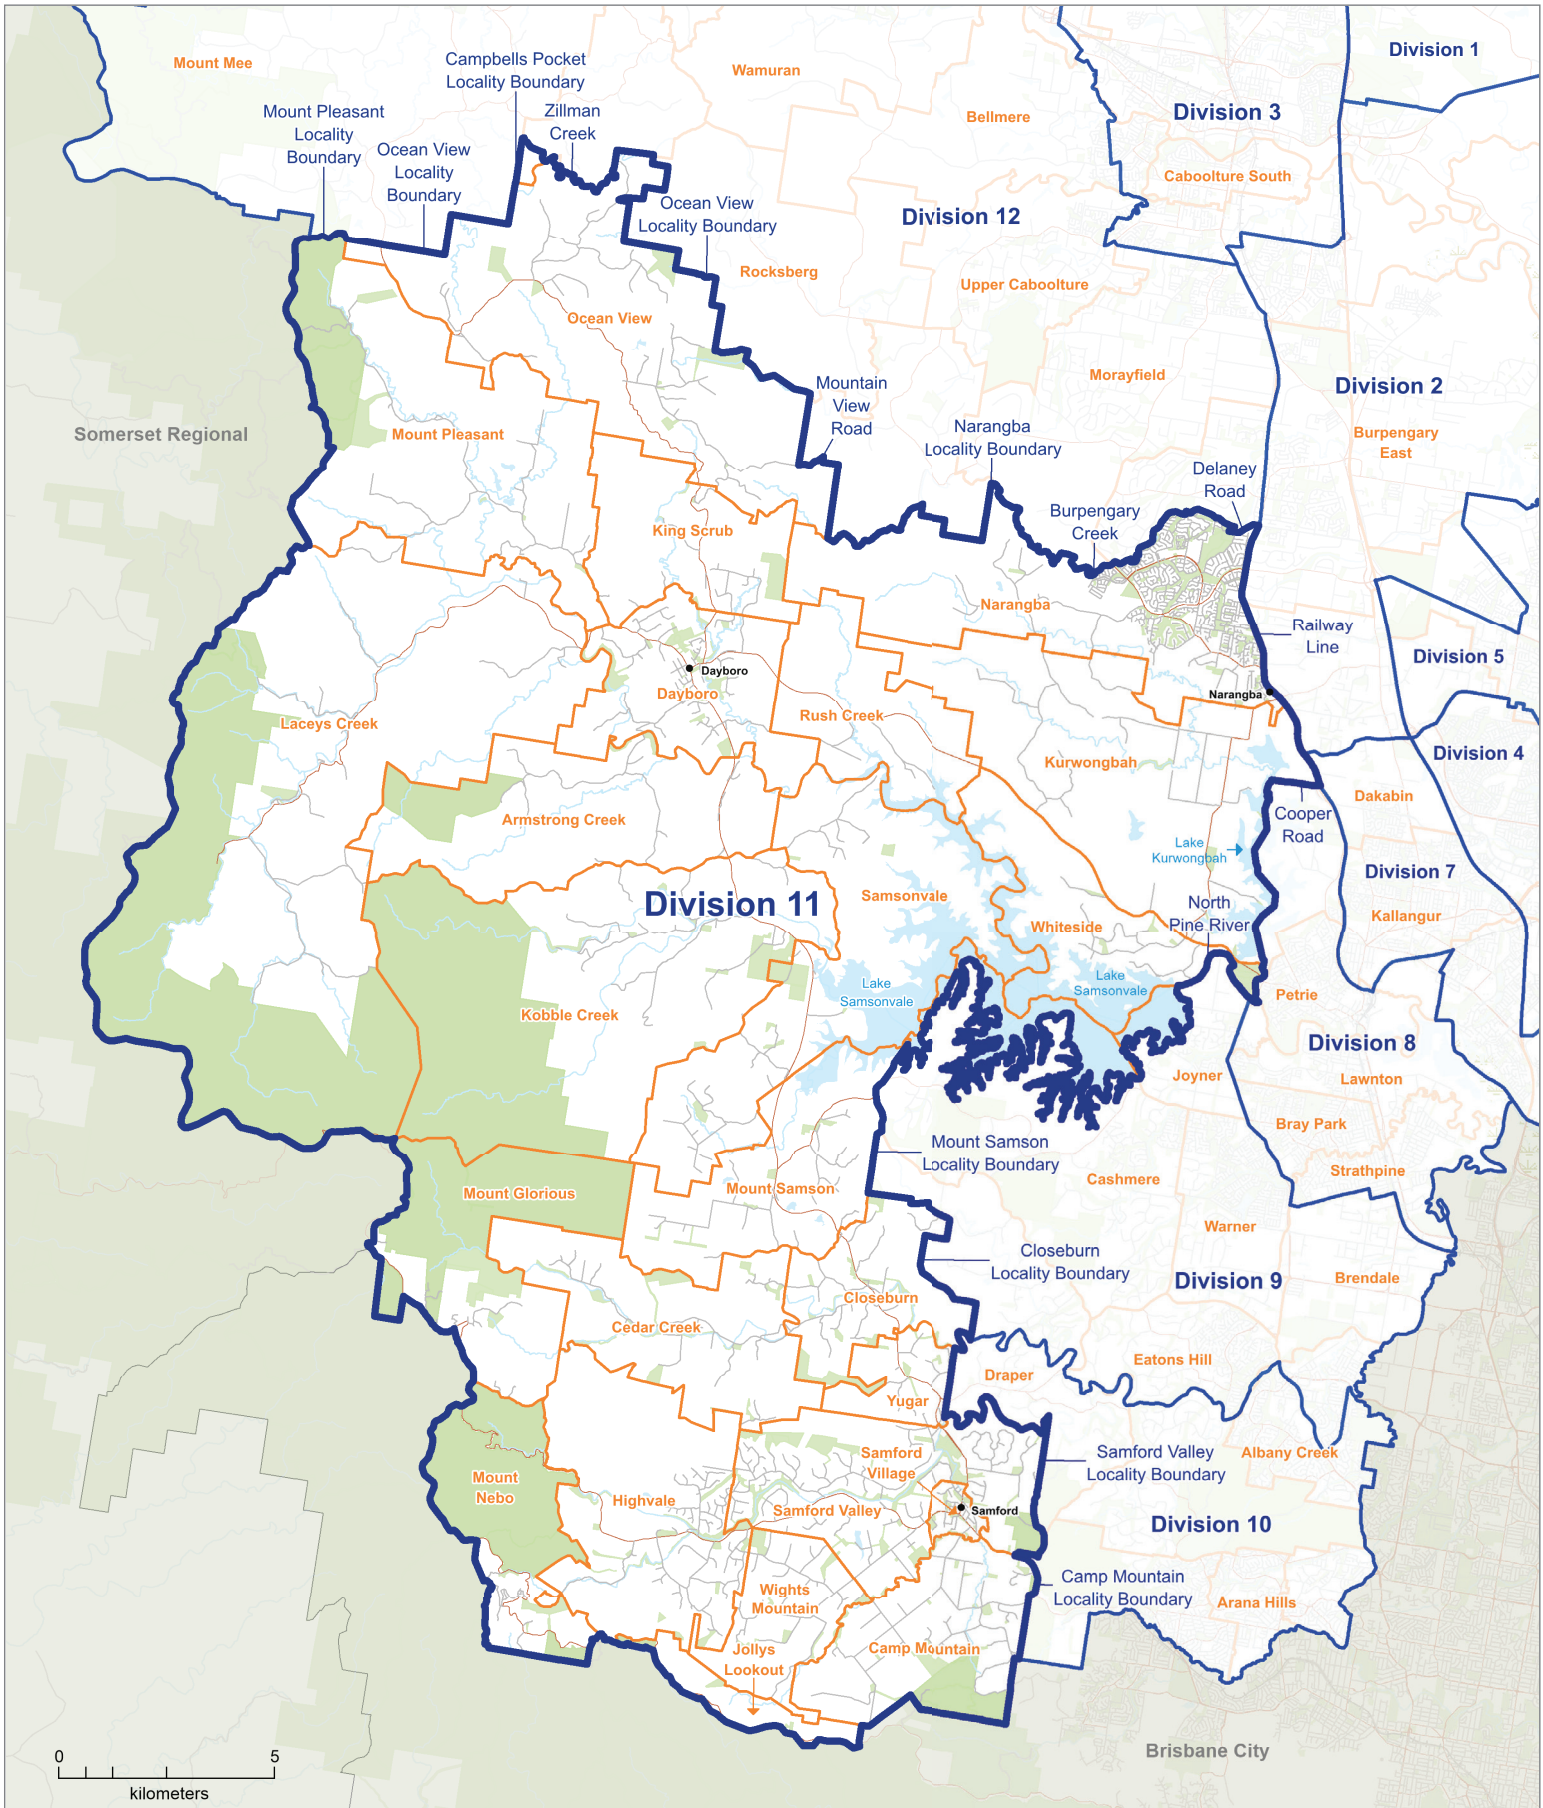 Division 1
Mount Mee
Campbells Pocket
Locality Boundary
Wamuran
Division 3
Bellmere
Mount Pleasant
Locality
Boundary
Zillman
Creek
Ocean View
Locality
Boundary
Caboolture South
Ocean View
Locality Boundary
Division 12
Rocksberg
Upper Caboolture
Ocean View
Morayfield
Division 2
Mountain
View
Road
Somerset Regional
Mount Pleasant
Narangba
Locality Boundary
Burpengary
East
Delaney
Road
King Scrub
Burpengary
Creek
Narangba
Railway
Line
Division 5
Dayboro
Dayboro
Narangba
Laceys Creek
Rush Creek
Kurwongbah
Division 4
Dakabin
Cooper
Road
Armstrong Creek
Lake
Kurwongbah
Division 7
Division 11
Samsonvale
North
Pine River
Kallangur
Whiteside
Lake
Samsonvale
Lake
Samsonvale
Petrie
Kobble Creek
Division 8
Joyner
Lawnton
Bray Park
Mount Samson
Locality Boundary
Strathpine
Cashmere
Mount Glorious
Mount Samson
Warner
Closeburn
Locality Boundary
Division 9
Brendale
Closeburn
Cedar Creek
Eatons Hill
Draper
Yugar
Samford
Village
Samford Valley
Locality Boundary
Albany Creek
Mount
Nebo
Highvale
Samford Valley
Samford
Division 10
Wights
Mountain
Camp Mountain
Locality Boundary
Arana Hills
Jollys
Lookout
Camp Mountain
Brisbane City
0 5
kilometers